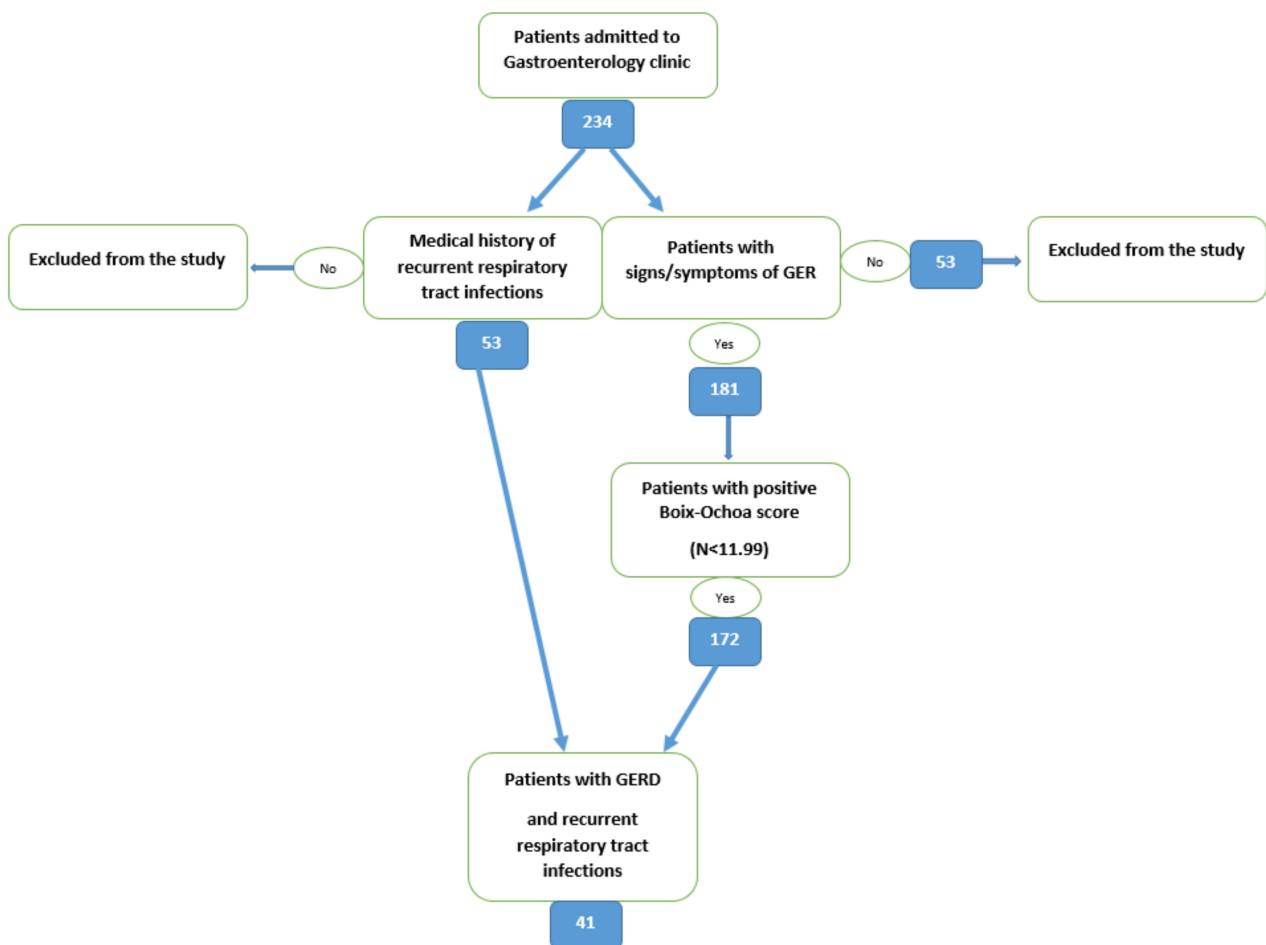 Patients admitted to
Gastroenterology clinic
234
Excluded from the study
No
Medical history of
recurrent respiratory
tract infections
53
Patients with
signs/symptoms of GER
No
53
Excluded from the study
Yes
181
Patients with positive
Boix-Ochoa score
(N<11.99)
Yes
172
Patients with GERD
and recurrent
respiratory tract
infections
41